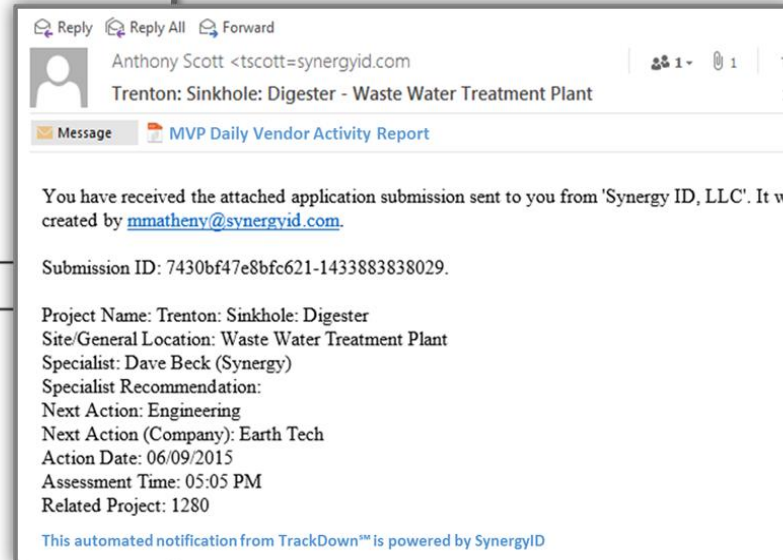 Reply Reply All Forward
Anthony Scott <tscott=synergyid.com 1 1
Trenton: Sinkhole: Digester - Waste Water Treatment Plant
Message MVP Daily Vendor Activity Report
You have received the attached application submission sent to you from 'Synergy ID, LLC'. It
created by mmatheny@synergyid.com.
Submission ID: 7430bf47e8bfc621-1433883838029.
Project Name: Trenton: Sinkhole: Digester
Site/General Location: Waste Water Treatment Plant
Specialist: Dave Beck (Synergy)
Specialist Recommendation:
Next Action: Engineering
Next Action (Company): Earth Tech
Action Date: 06/09/2015
Assessment Time: 05:05 PM
Related Project: 1280
This automated notification from TrackDown℠ is powered by SynergyID